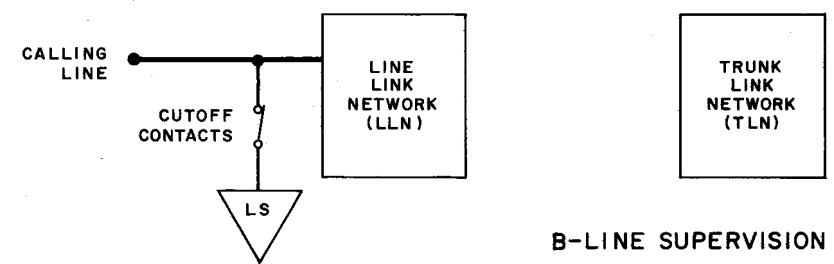 CALLING
LINE
CUTOFF
CONTACTS
LS
LINE
LINK
NETWORK
(LLN)
TRUNK
LINK
NETWORK
(TLN)
B-LINE SUPERVISION